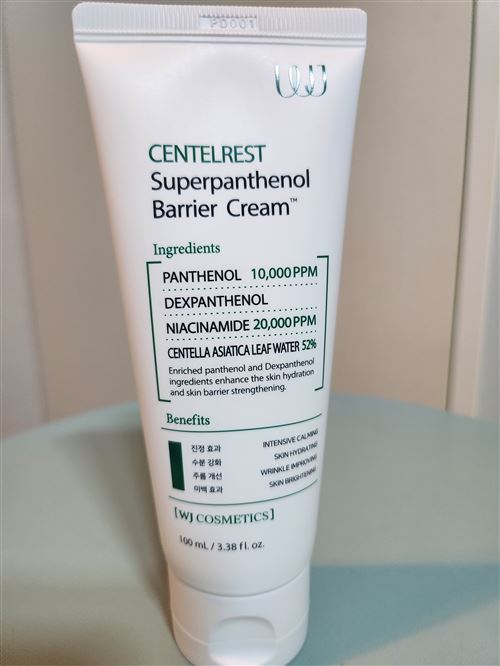 PD001
WJ
CENTELREST
Superpanthenol
Barrier Cream™
Ingredients
PANTHENOL 10,000 PPM
DEXPANTHENOL
NIACINAMIDE 20,000 PPM
CENTELLA ASIATICA LEAF WATER 52%
Enriched panthenol and Dexpanthenol
ingredients enhance the skin hydration
and skin barrier strengthening.
Benefits
진정 효과 INTENSIVE CALMING
수분 강화 SKIN HYDRATING
주름 개선 WRINKLE IMPROVING
미백 효과 SKIN BRIGHTENING
[WJ COSMETICS]
100 mL / 3.38 fl. oz.